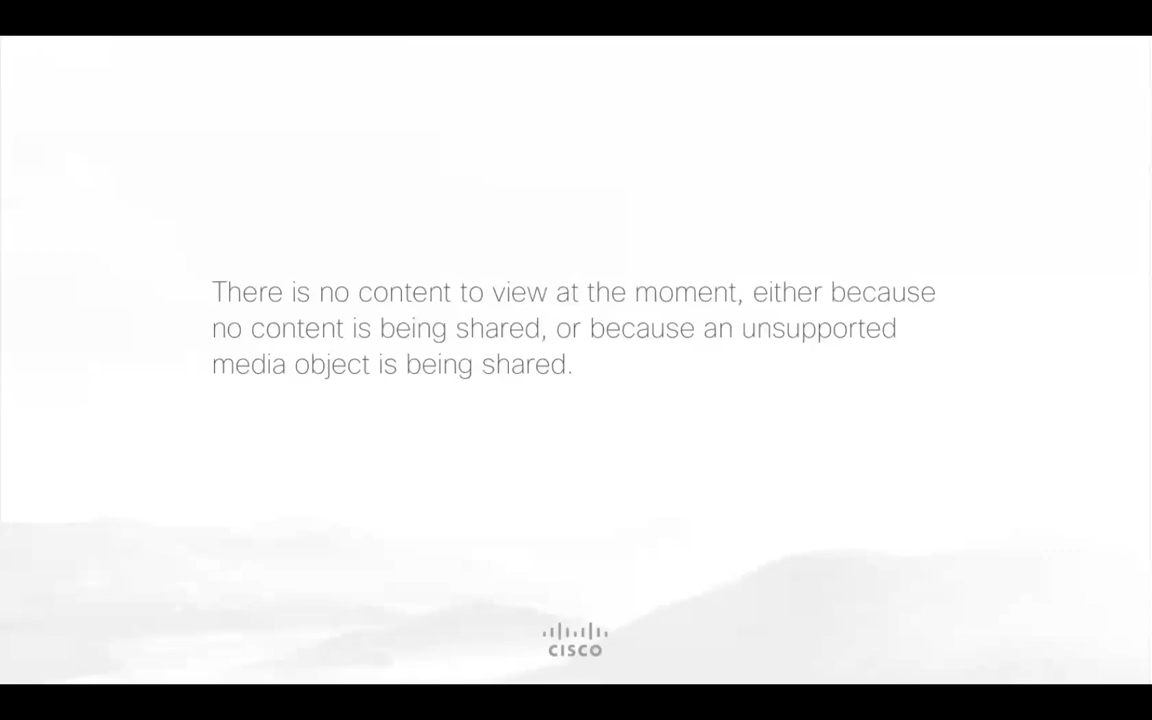 There is no content to view at the moment, either because
no content is being shared, or because an unsupported
media object is being shared.
CISCO